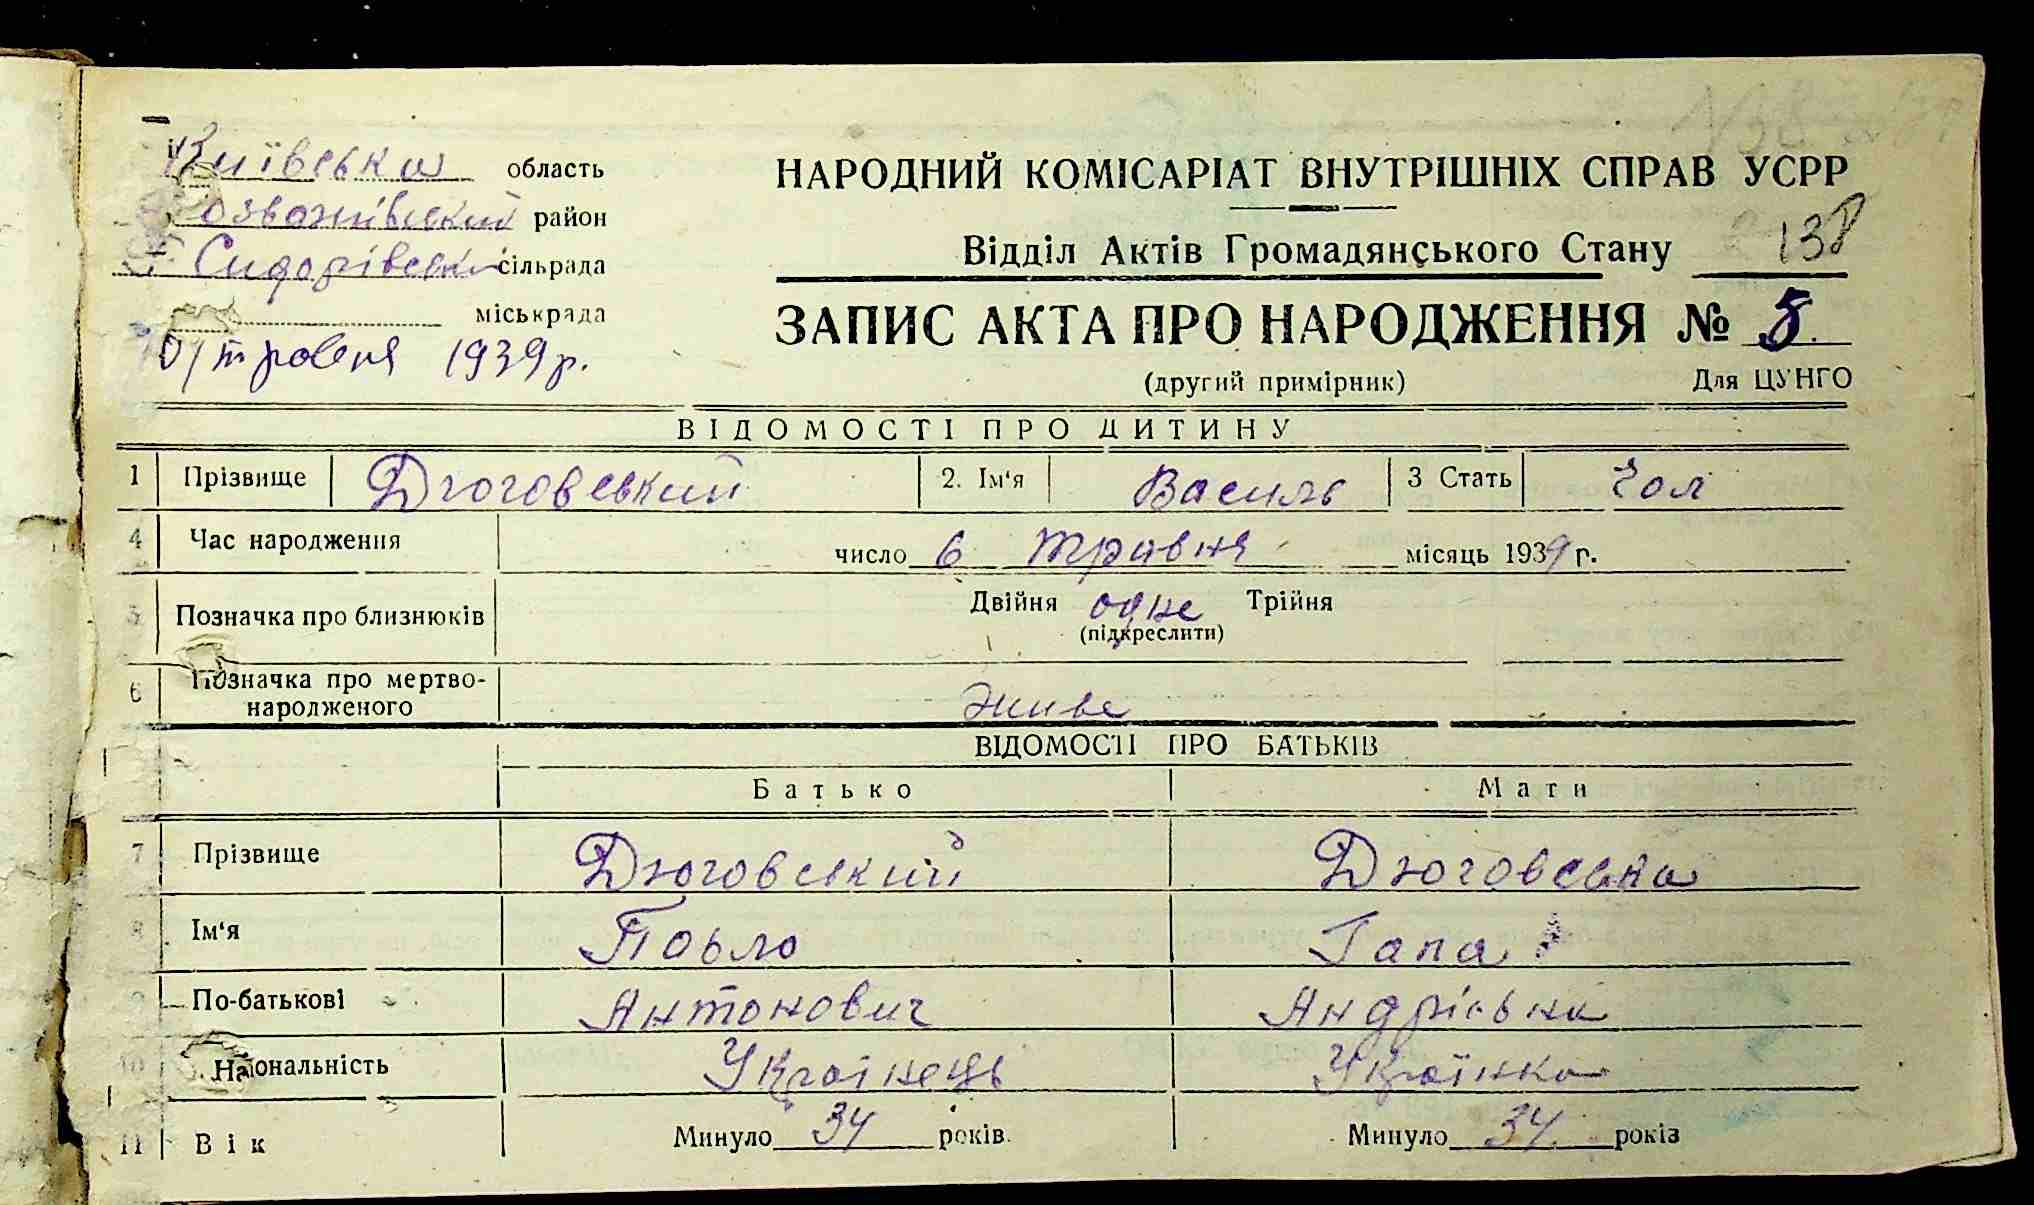 Київська область
Розважівський район
Сидорівська сільрада
міськрада
травня 1939 р.
НАРОДНИЙ КОМІСАРІАТ ВНУТРІШНІХ СПРАВ УСРР
Відділ Актів Громадянського Стану 138
ЗАПИС АКТА ПРО НАРОДЖЕННЯ № 5.
(другий примірник) Для ЦУНГО
ВІДОМОСТІ ПРО ДИТИНУ
1 Прізвище Дюговський 2. Ім'я Василь 3 Стать Чол
4 Час народження число 6 травня місяць 1939 р.
5 Позначка про близнюків Двійня одне Трійня
(підкреслити)
6 Позначка про мертво-
народженого Живе
ВІДОМОСТІ ПРО БАТЬКІВ
Батько Мати
7 Прізвище Дюговський Дюговська
8 Ім'я Павло Гапа
9 По-батькові Антонович Андріївна
10 Національність Українець Українка
11 Вік Минуло 34 років. Минуло 34 років